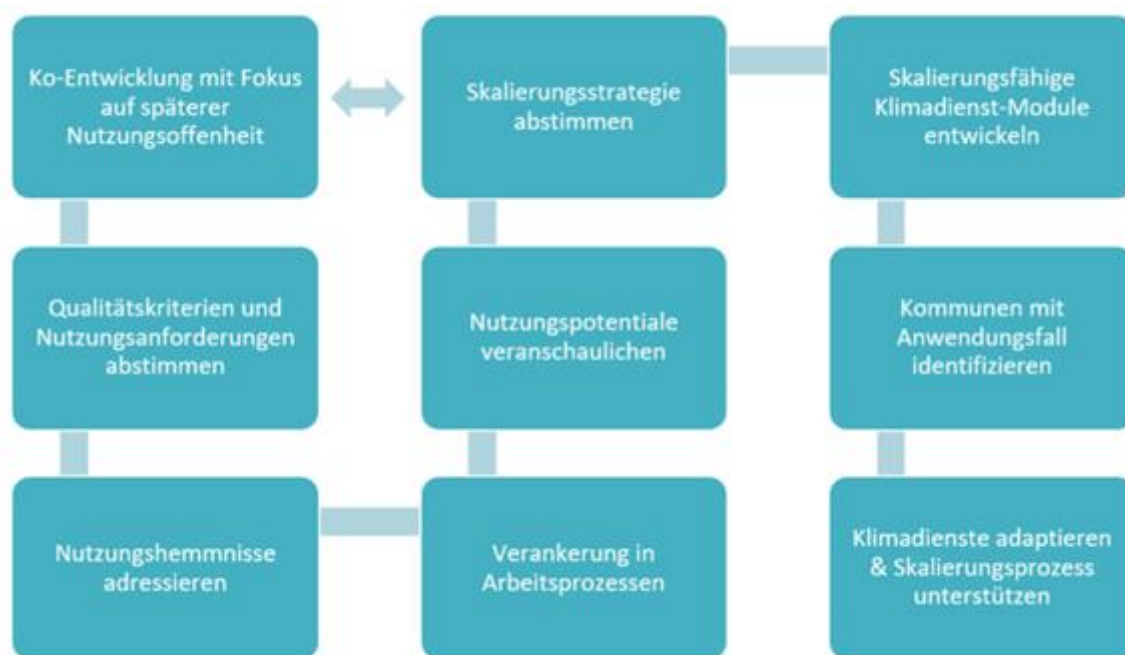 Ko-Entwicklung mit Fokus
auf späterer
Nutzungsoffenheit
Qualitätskriterien und
Nutzungsanforderungen
abstimmen
Nutzungshemmnisse
adressieren
Verankerung in
Arbeitsprozessen
Nutzungspotentiale
veranschaulichen
Skalierungsstrategie
abstimmen
Skalierungsfähige
Klimadienst-Module
entwickeln
Kommunen mit
Anwendungsfall
identifizieren
Klimadienste adaptieren
& Skalierungsprozess
unterstützen